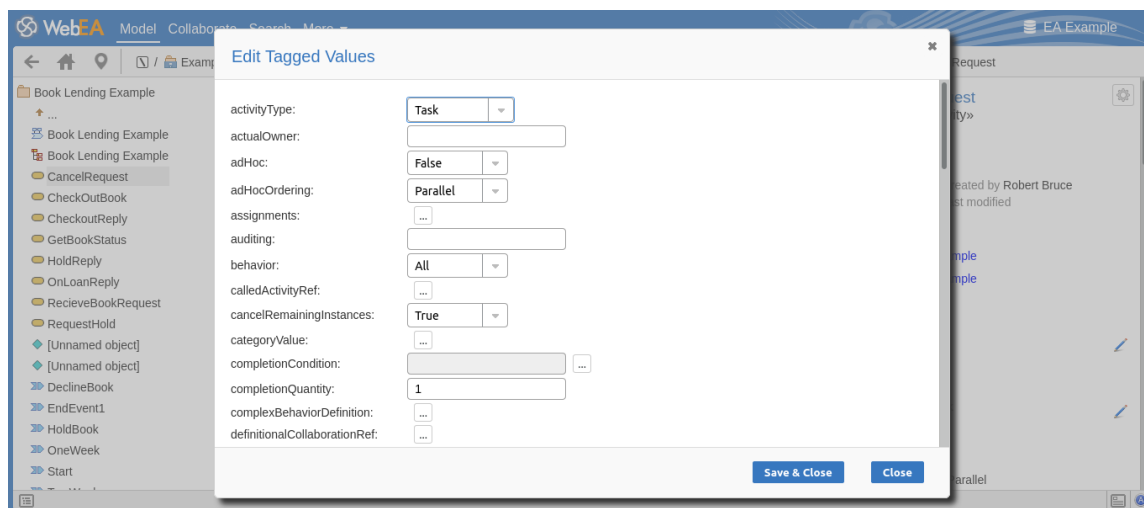 WebEA Model Collaborate Search More EA Example
/ Request
Edit Tagged Values
Book Lending Example
...
Book Lending Example
Book Lending Example
CancelRequest
CheckOutBook
CheckoutReply
GetBookStatus
HoldReply
OnLoanReply
RecieveBookRequest
RequestHold
[Unnamed object]
[Unnamed object]
DeclineBook
EndEvent1
HoldBook
OneWeek
Start
activityType: Task
actualOwner:
adHoc: False
adHocOrdering: Parallel
assignments: ...
auditing:
behavior: All
calledActivityRef: ...
cancelRemainingInstances: True
categoryValue: ...
completionCondition: ...
completionQuantity: 1
complexBehaviorDefinition: ...
definitionalCollaborationRef: ...
Save & Close Close
est
ity»
eated by Robert Bruce
st modified
mple
mple
arallel